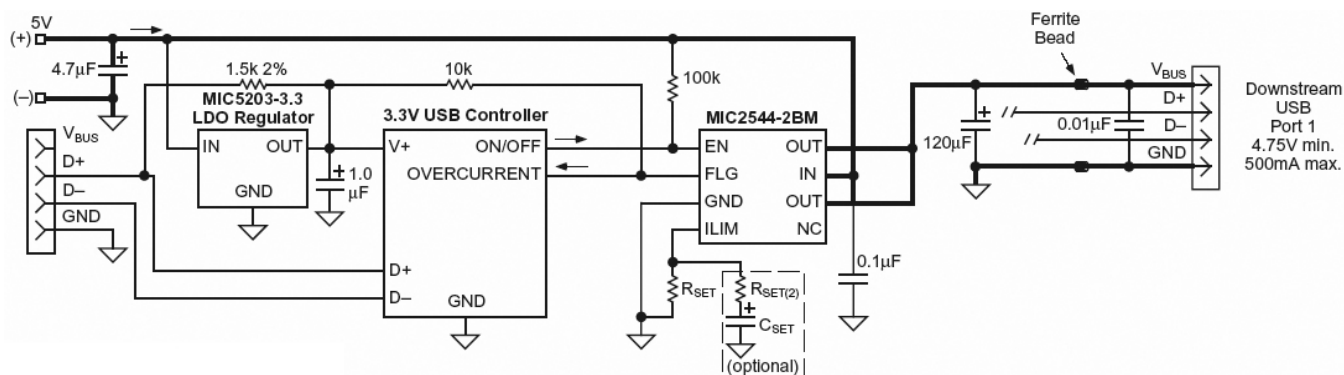 5V
(+)
4.7µF
(–)
1.5k 2%
10k
100k
Ferrite
Bead
MIC5203-3.3
LDO Regulator
IN
OUT
GND
1.0
µF
3.3V USB Controller
V+
ON/OFF
OVERCURRENT
D+
D–
GND
MIC2544-2BM
EN
FLG
GND
ILIM
OUT
IN
OUT
NC
VBUS
D+
D–
GND
RSET
RSET(2)
CSET
(optional)
0.1µF
120µF
0.01µF
VBUS
D+
D–
GND
Downstream
USB
Port 1
4.75V min.
500mA max.